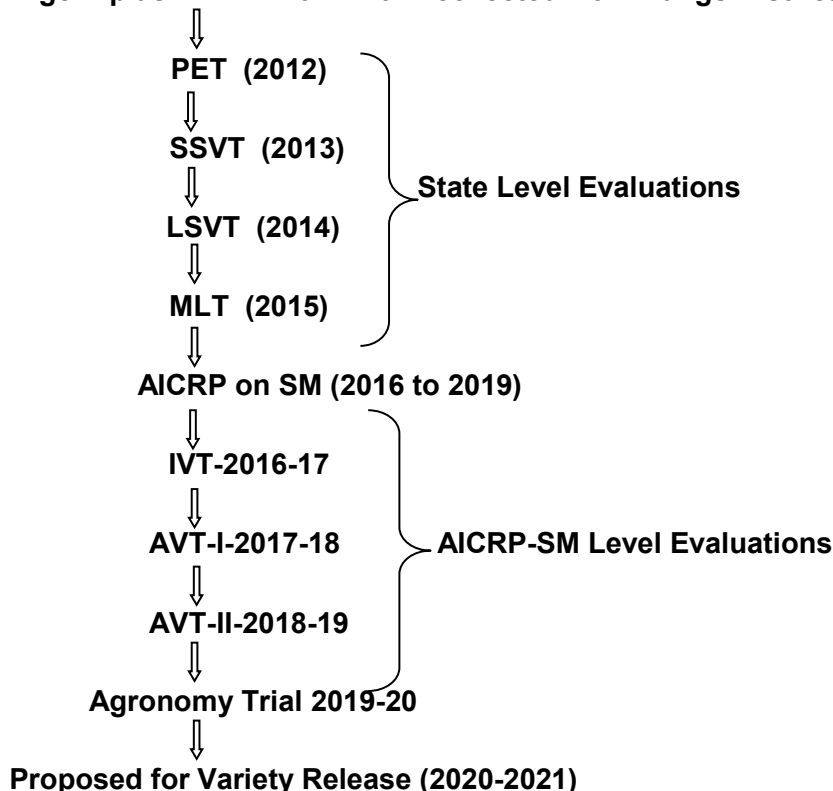 PET (2012)
SSVT (2013)
State Level Evaluations
LSVT (2014)
MLT (2015)
AICRP on SM (2016 to 2019)
IVT-2016-17
AVT-I-2017-18
AICRP-SM Level Evaluations
AVT-II-2018-19
Agronomy Trial 2019-20
Proposed for Variety Release (2020-2021)